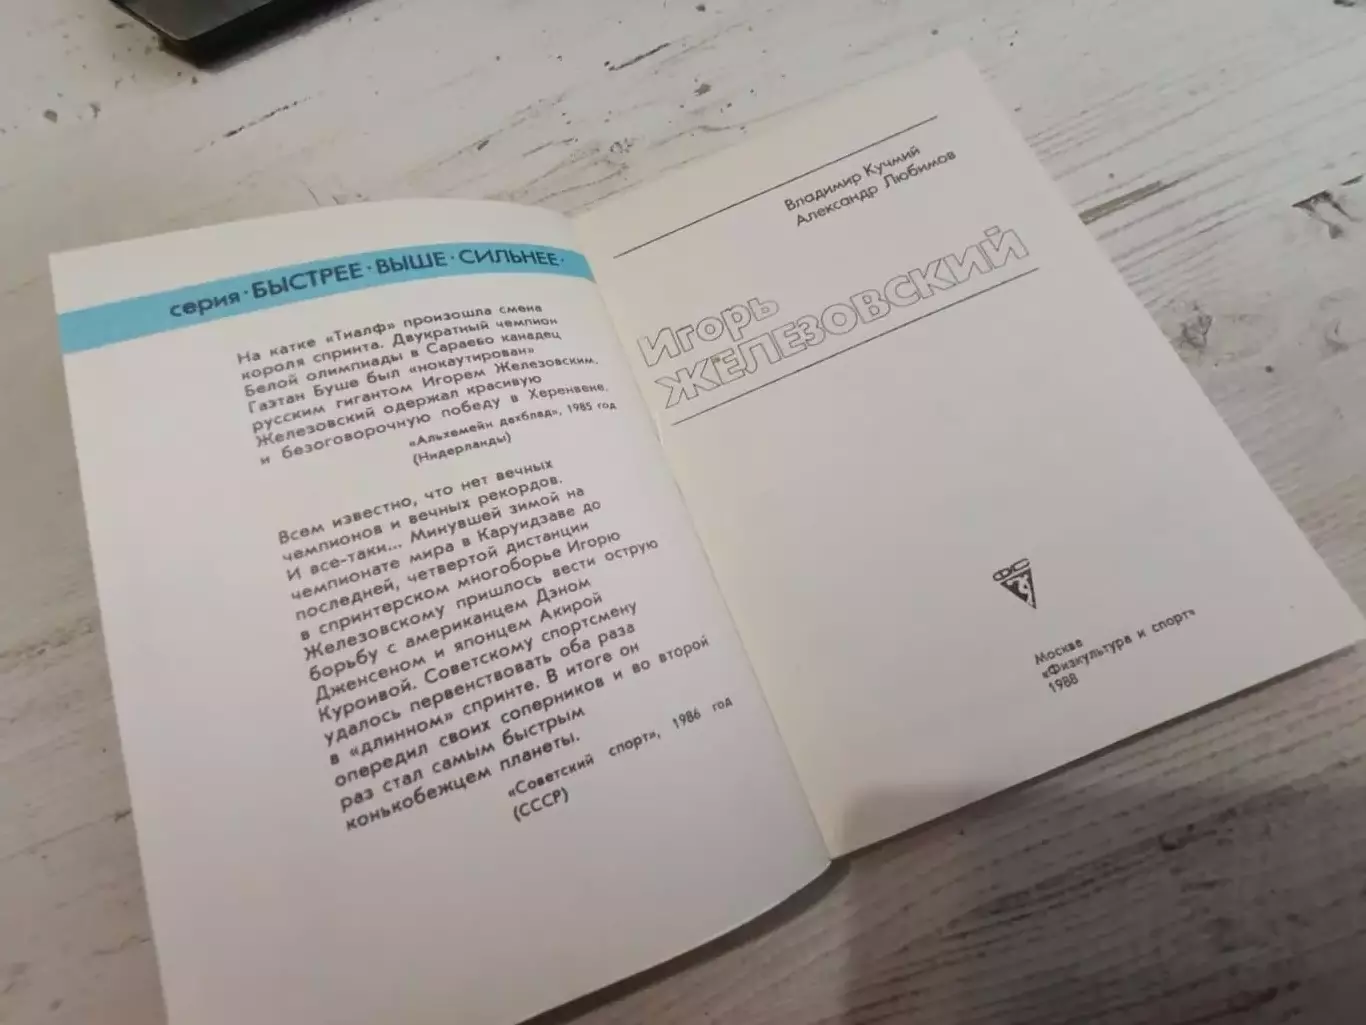 серия · БЫСТРЕЕ · ВЫШЕ · СИЛЬНЕЕ ·
На катке «Тиалф» произошла смена
короля спринта. Двукратный чемпион
Белой олимпиады в Сараево канадец
Гаэтан Буше был «нокаутирован»
русским гигантом Игорем Железовским.
Железовский одержал красивую
и безоговорочную победу в Херенвене.
«Альхемейн дахблад», 1985 год
(Нидерланды)
Всем известно, что нет вечных
чемпионов и вечных рекордов.
И все-таки... Минувшей зимой на
чемпионате мира в Каруидзаве до
последней, четвертой дистанции
в спринтерском многоборье Игорю
Железовскому пришлось вести острую
борьбу с американцем Дэном
Дженсеном и японцем Акирой
Куроивой. Советскому спортсмену
удалось первенствовать оба раза
в «длинном» спринте. В итоге он
опередил своих соперников и во второй
раз стал самым быстрым
конькобежцем планеты.
«Советский спорт», 1986 год
(СССР)
Владимир Кучмий
Александр Любимов
Игорь
ЖЕЛЕЗОВСКИЙ
ФиС
Москва
«Физкультура и спорт»
1988